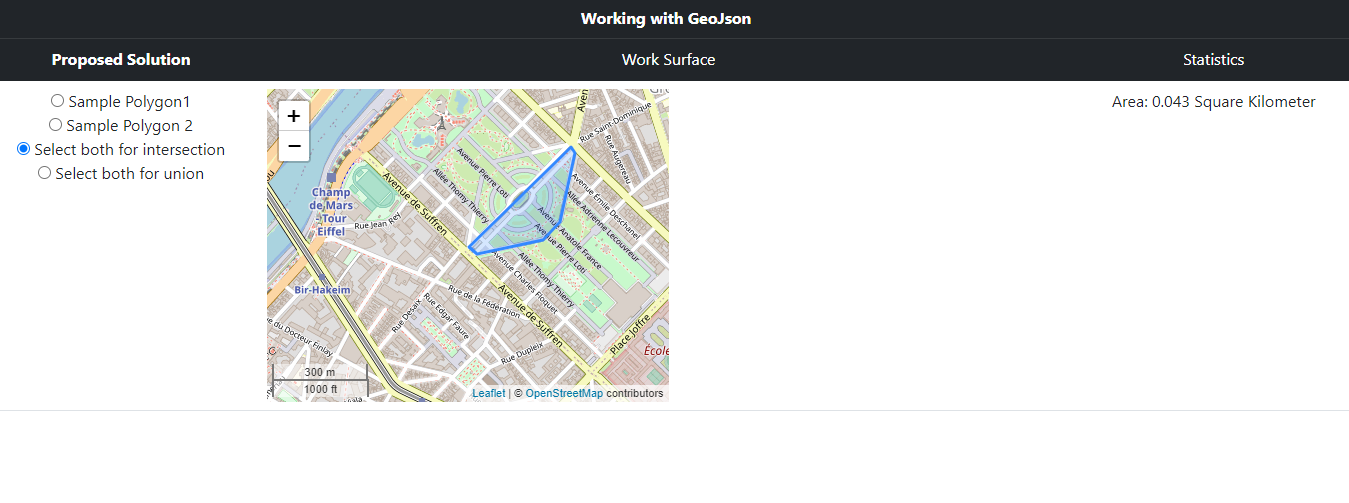 Working with GeoJson
Proposed Solution
Work Surface
Statistics
Sample Polygon1
Sample Polygon 2
Select both for intersection
Select both for union
+
−
Aven
Rue Saint-Dominique
Rue Augereau
Avenue Pierre Loti
Allée Thomy Thierry
Avenue de Suffren
Champ
de Mars
Tour
Eiffel
Rue Jean Rey
Avenue Émile Deschanel
Allée Adrienne Lecouvreur
Avenue Anatole France
Avenue Pierre Loti
Allée Thomy Thierry
Avenue Charles Floquet
Bir-Hakeim
Rue de la Fédération
Avenue de Suffren
Rue Desaix
Rue Edgar Faure
e du Docteur Finlay
Rue Dupleix
Place Joffre
École
300 m
1000 ft
Leaflet | © OpenStreetMap contributors
Area: 0.043 Square Kilometer